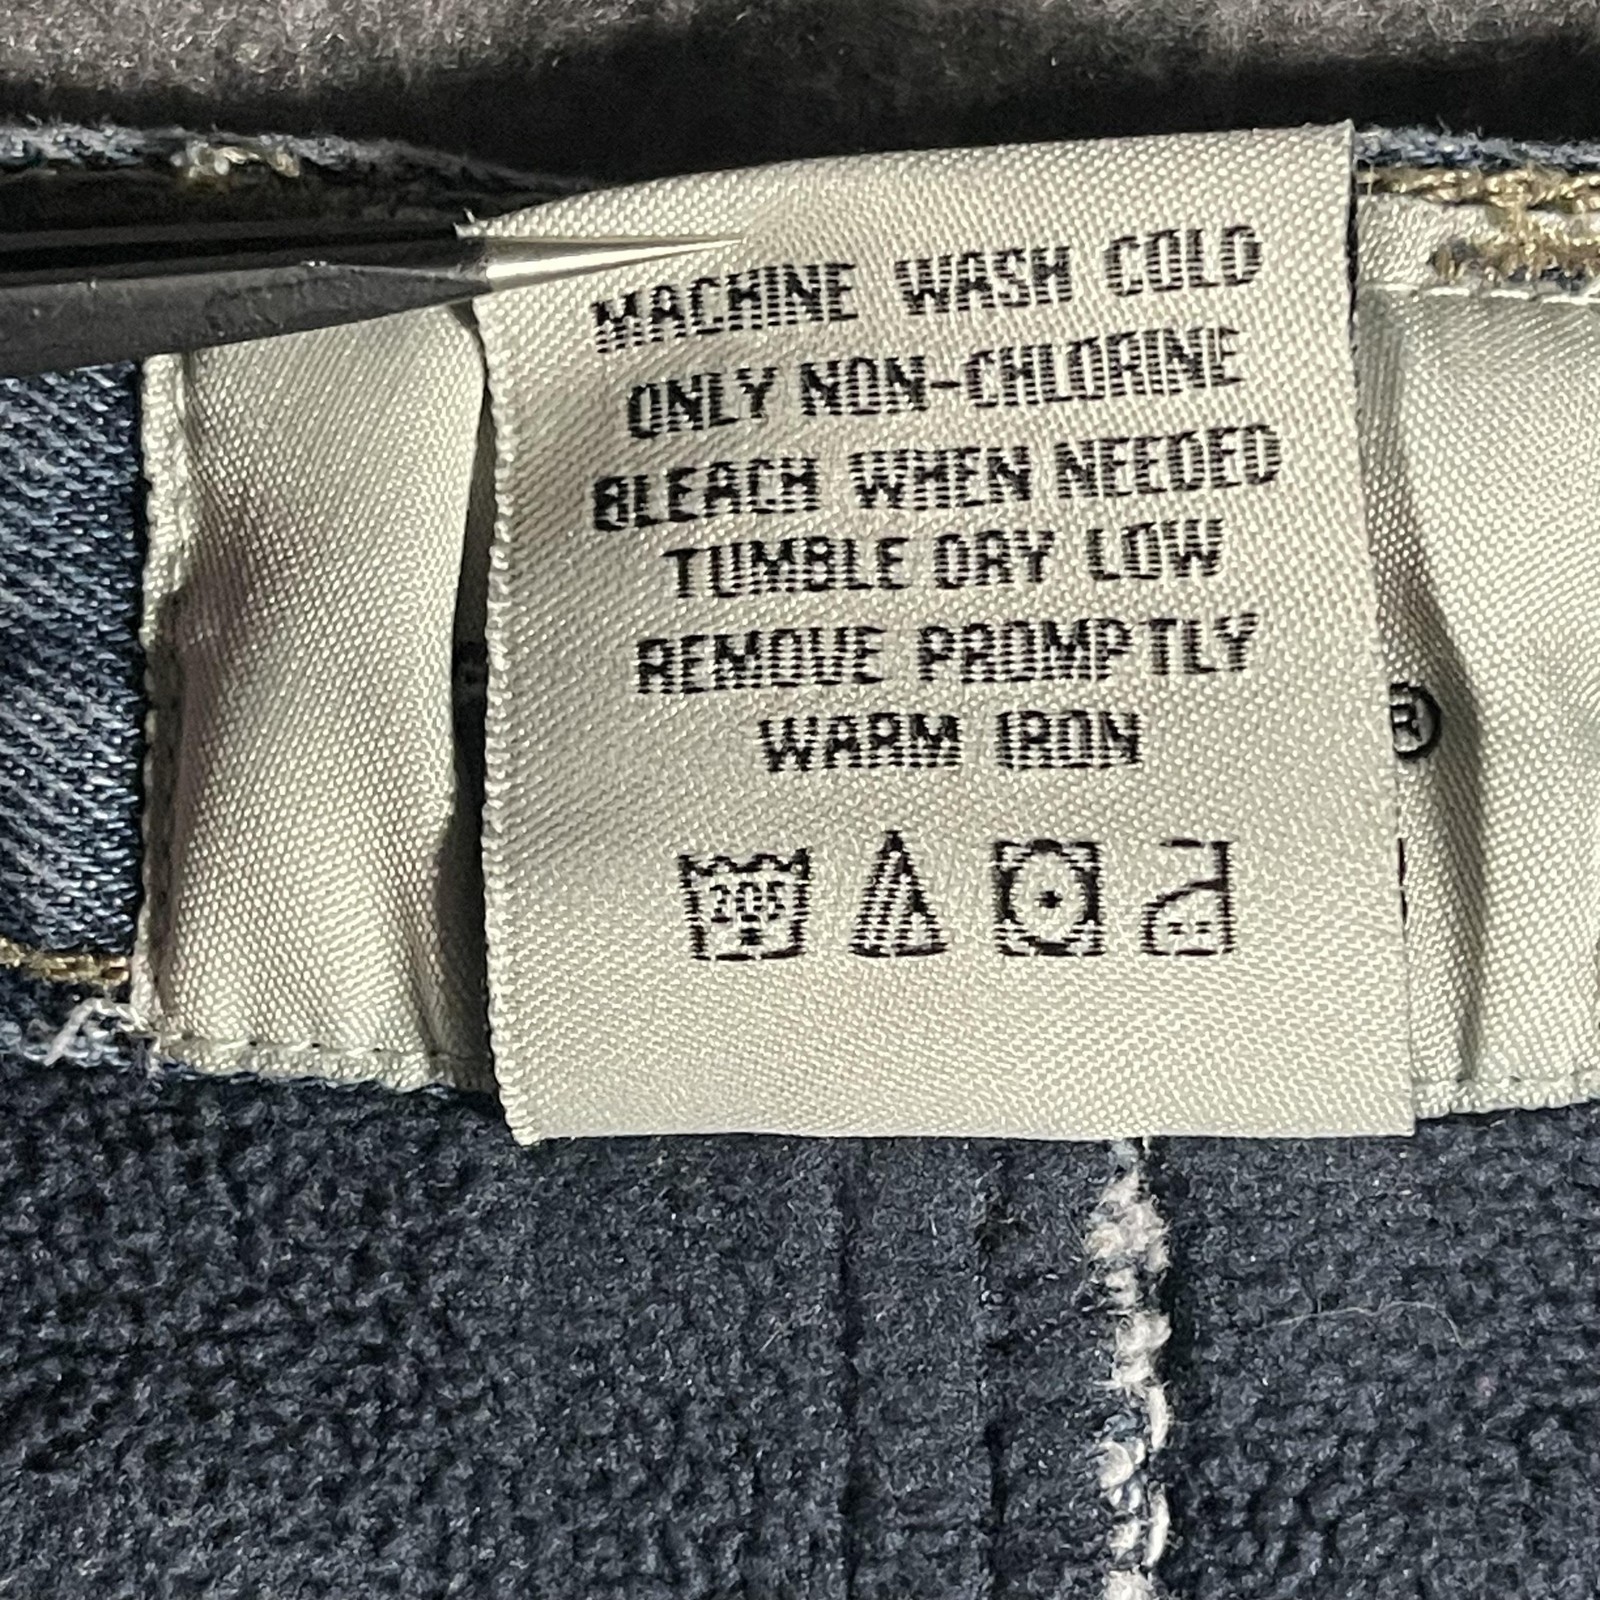 MACHINE WASH COLD
ONLY NON-CHLORINE
BLEACH WHEN NEEDED
TUMBLE DRY LOW
REMOVE PROMPTLY
WARM IRON
®